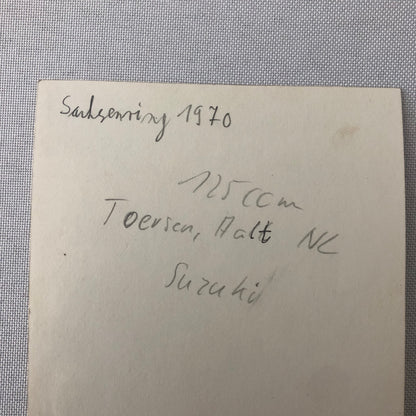 Sachsenring 1970
125 ccm
Toersen, Aalt NL
Suzuki